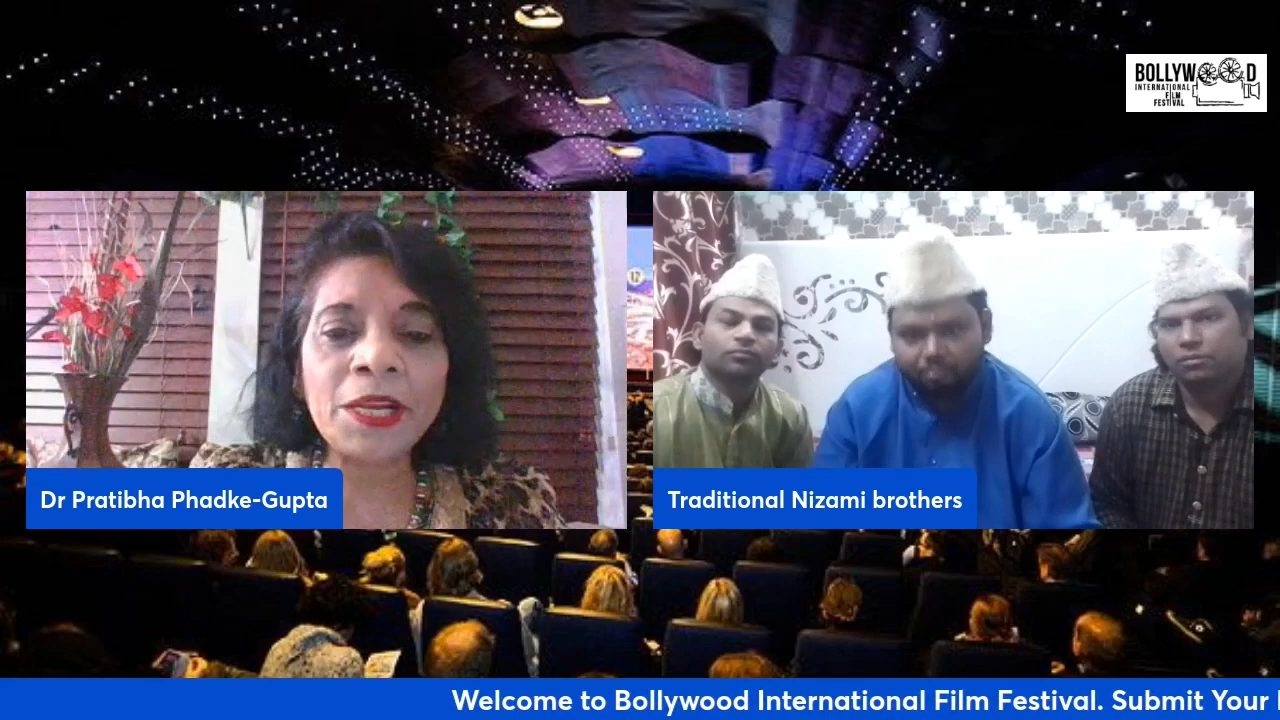 BOLLYWOOD
INTERNATIONAL
FILM
FESTIVAL
12
Dr Pratibha Phadke-Gupta
Traditional Nizami brothers
Welcome to Bollywood International Film Festival. Submit Your